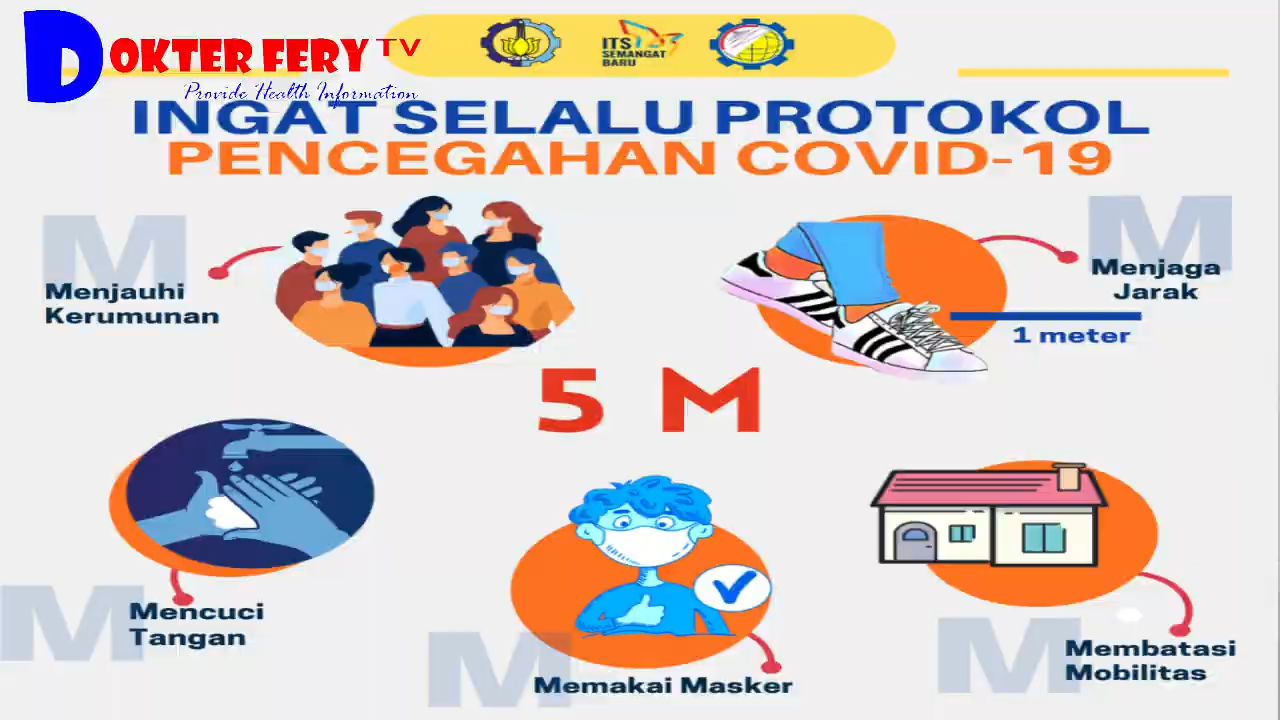 DOKTER FERY TV
Provide Health Information
ITS
SEMANGAT
BARU
INGAT SELALU PROTOKOL
PENCEGAHAN COVID-19
M
Menjauhi
Kerumunan
M
Menjaga
Jarak
1 meter
5 M
M
Mencuci
Tangan
M
Memakai Masker
M
Membatasi
Mobilitas